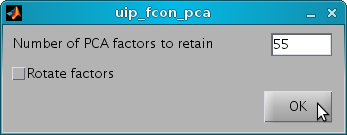 uip_fcon_pca
Number of PCA factors to retain 55
Rotate factors
OK